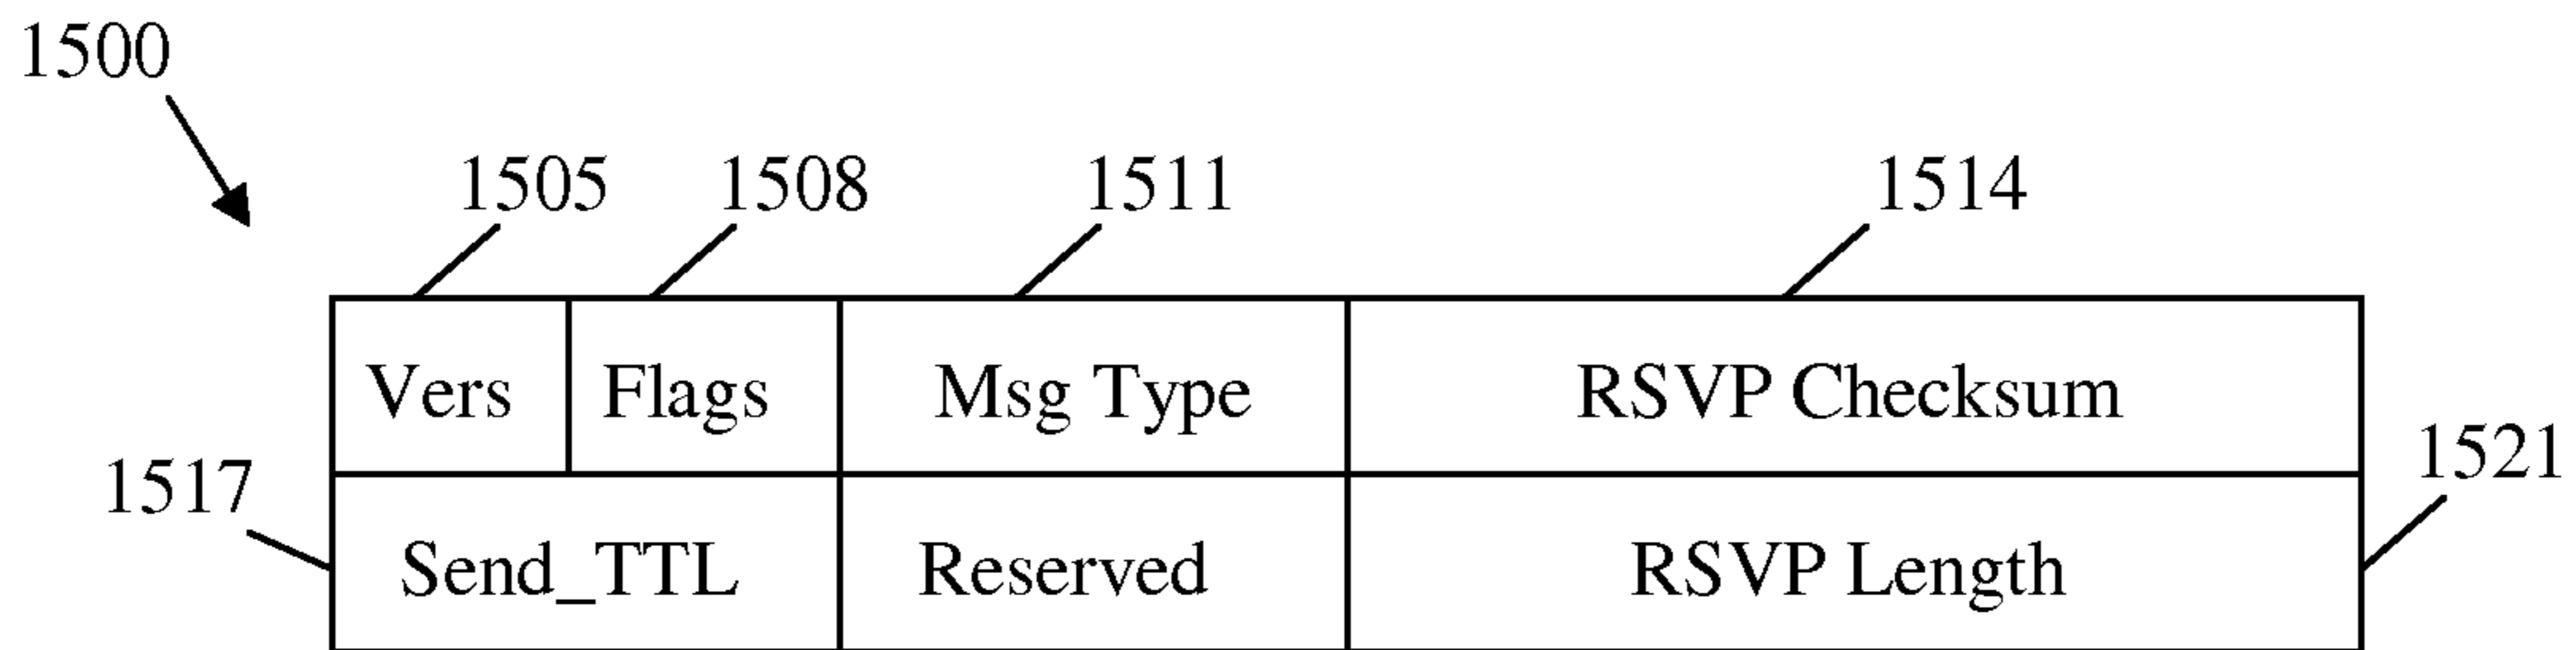 1500
1505 1508 1511 1514
Vers Flags Msg Type RSVP Checksum
1517 1521
Send_TTL Reserved RSVP Length